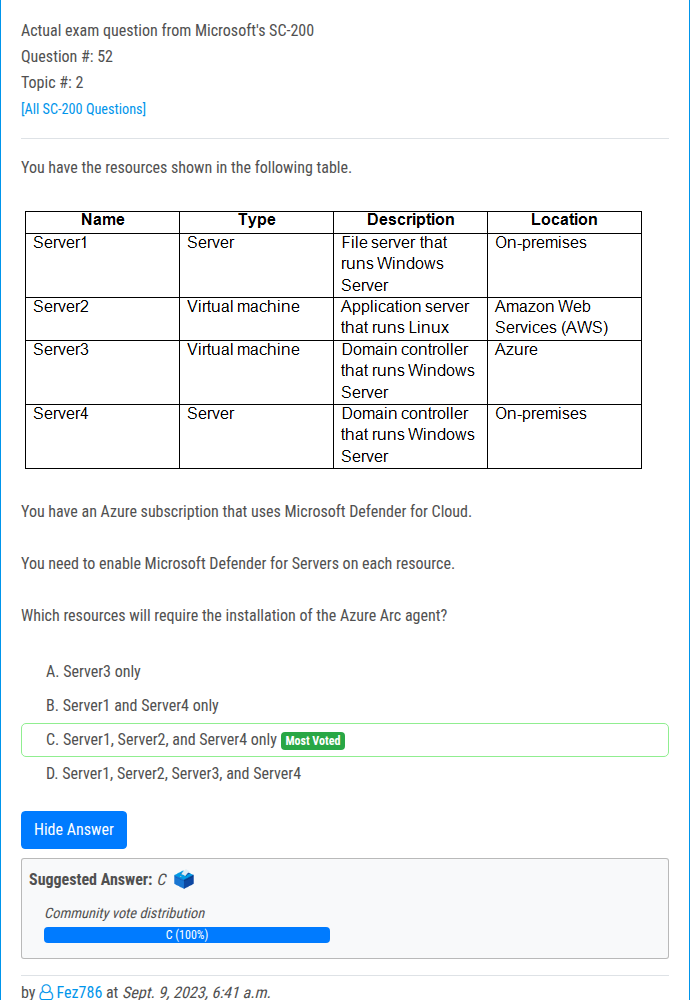 Actual exam question from Microsoft's SC-200
Question #: 52
Topic #: 2
[All SC-200 Questions]
You have the resources shown in the following table.
Name Type Description Location
Server1 Server File server that runs Windows Server On-premises
Server2 Virtual machine Application server that runs Linux Amazon Web Services (AWS)
Server3 Virtual machine Domain controller that runs Windows Server Azure
Server4 Server Domain controller that runs Windows Server On-premises
You have an Azure subscription that uses Microsoft Defender for Cloud.
You need to enable Microsoft Defender for Servers on each resource.
Which resources will require the installation of the Azure Arc agent?
A. Server3 only
B. Server1 and Server4 only
C. Server1, Server2, and Server4 only Most Voted
D. Server1, Server2, Server3, and Server4
Hide Answer
Suggested Answer: C
Community vote distribution
C (100%)
by Fez786 at Sept. 9, 2023, 6:41 a.m.